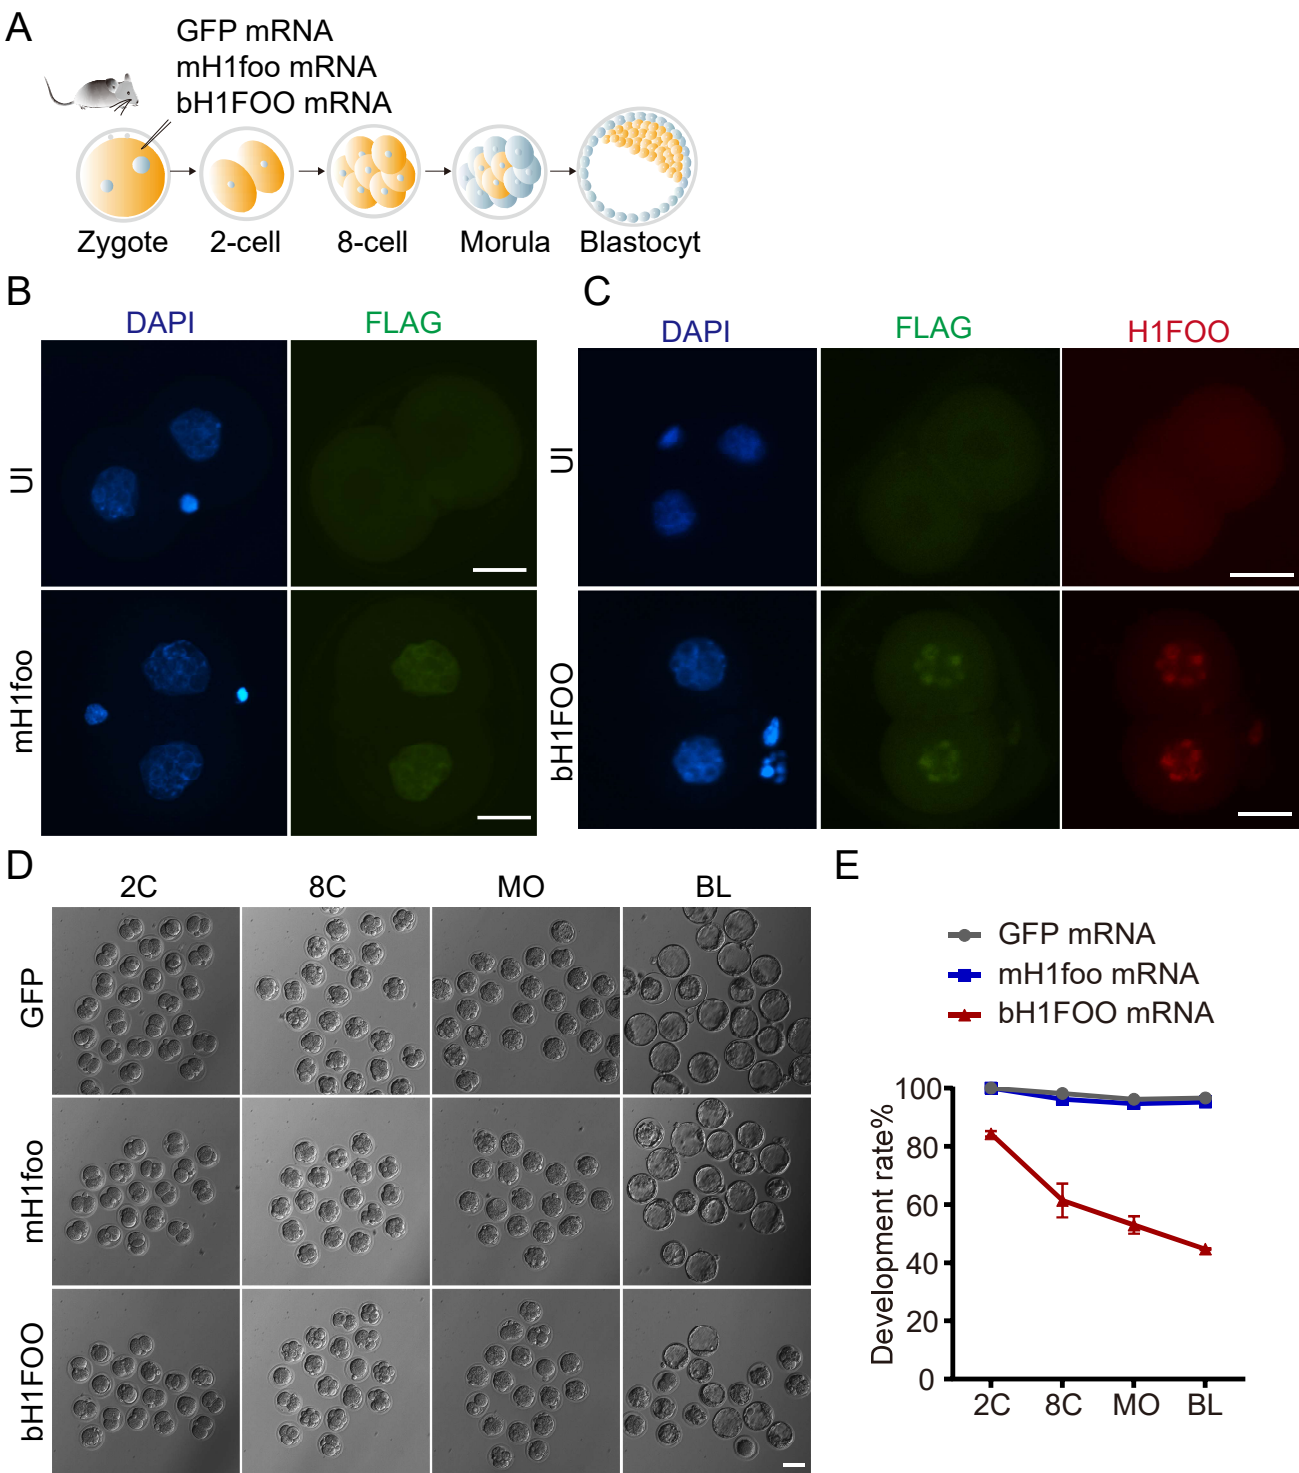 A
GFP mRNA
mH1foo mRNA
bH1FOO mRNA
Zygote 2-cell 8-cell Morula Blastocyt
B
DAPI FLAG
UI
mH1foo
C
DAPI FLAG H1FOO
UI
bH1FOO
D
2C 8C MO BL
GFP
mH1foo
bH1FOO
E
GFP mRNA
mH1foo mRNA
bH1FOO mRNA
Development rate%
100
80
60
40
20
0
2C 8C MO BL